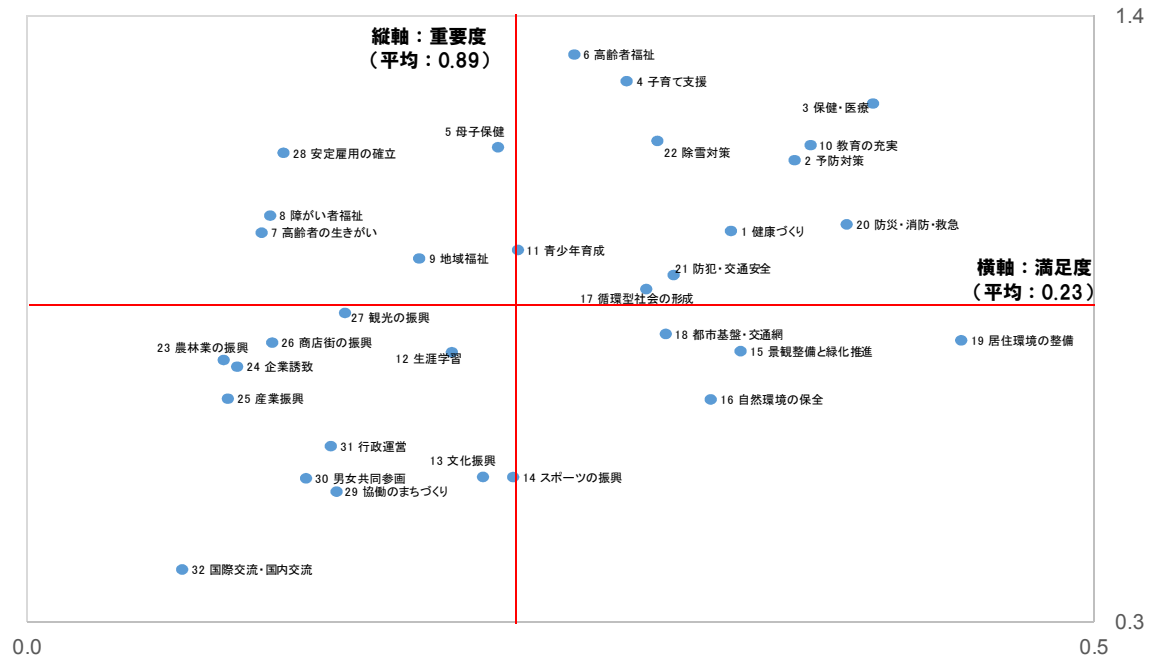 1.4
縦軸：重要度
（平均：0.89）
6 高齢者福祉
4 子育て支援
3 保健・医療
5 母子保健
28 安定雇用の確立
22 除雪対策
10 教育の充実
2 予防対策
8 障がい者福祉
7 高齢者の生きがい
9 地域福祉
11 青少年育成
1 健康づくり
20 防災・消防・救急
21 防犯・交通安全
17 循環型社会の形成
横軸：満足度
（平均：0.23）
27 観光の振興
26 商店街の振興
23 農林業の振興
24 企業誘致
12 生涯学習
18 都市基盤・交通網
15 景観整備と緑化推進
19 居住環境の整備
25 産業振興
16 自然環境の保全
31 行政運営
13 文化振興
30 男女共同参画
14 スポーツの振興
29 協働のまちづくり
32 国際交流・国内交流
0.3
0.0
0.5